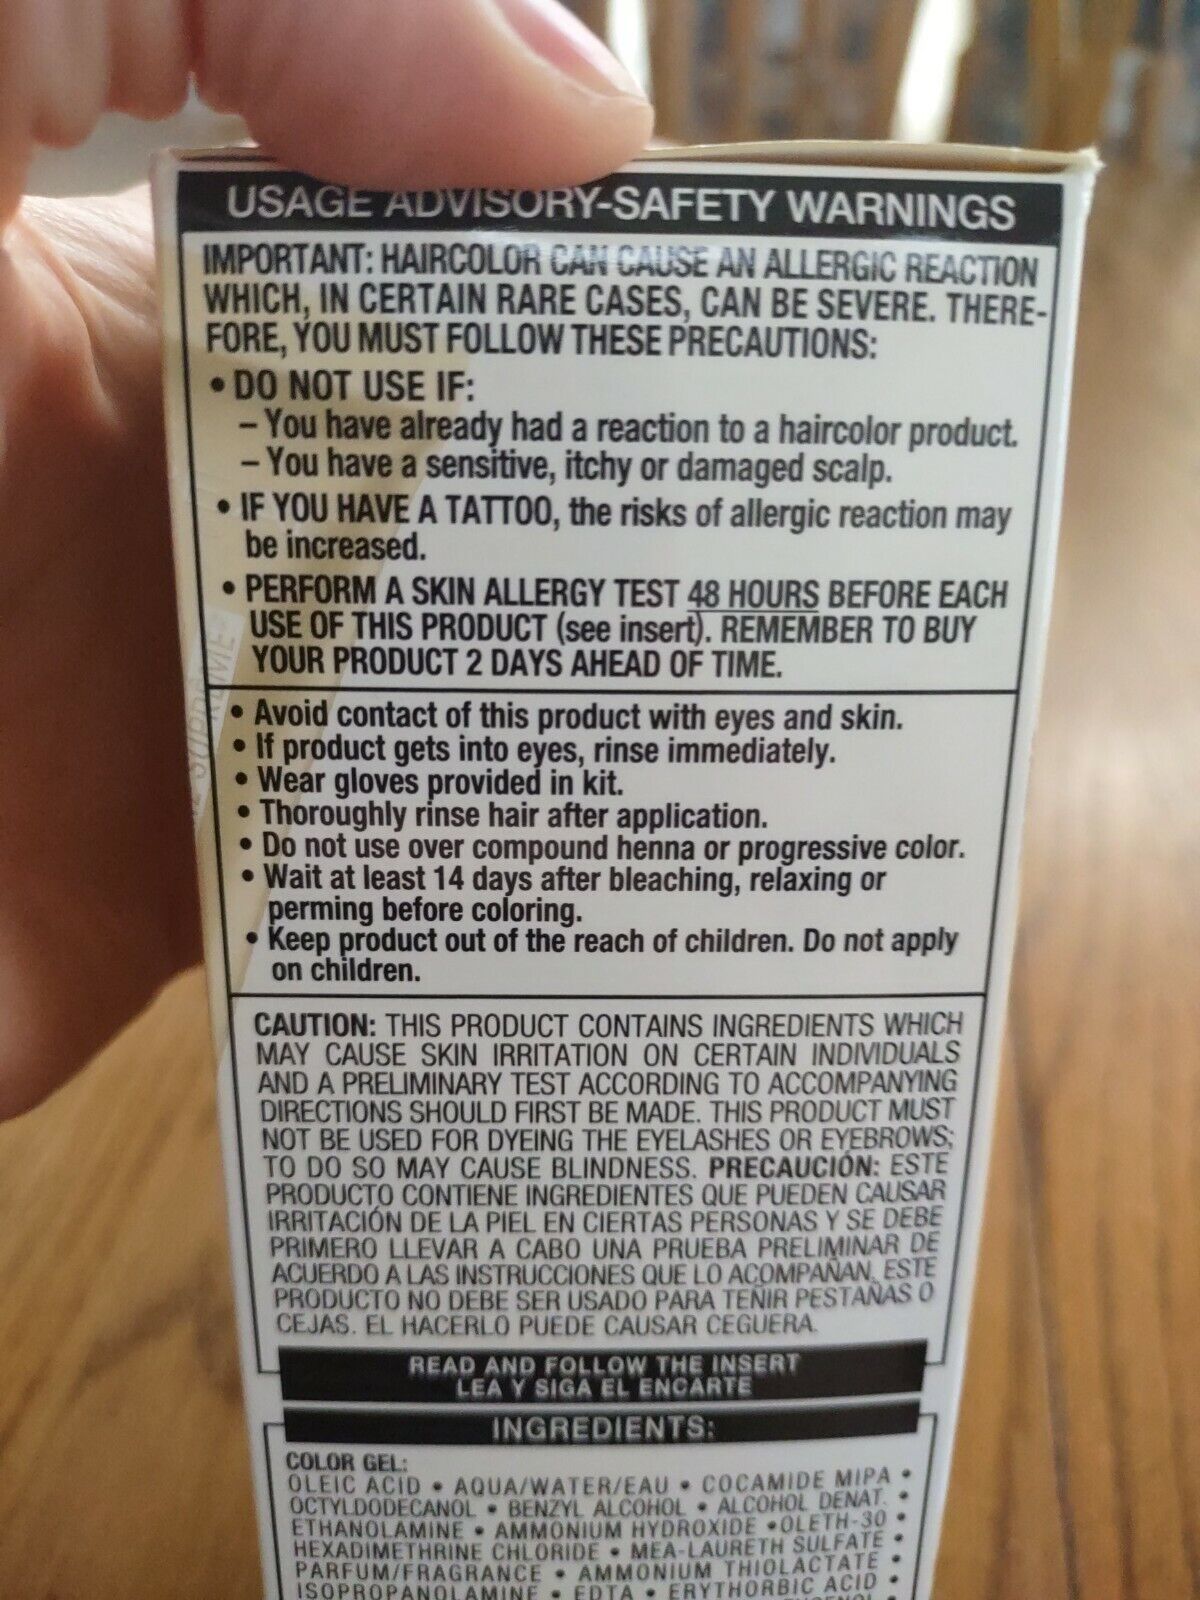 USAGE ADVISORY-SAFETY WARNINGS
IMPORTANT: HAIRCOLOR CAN CAUSE AN ALLERGIC REACTION
WHICH, IN CERTAIN RARE CASES, CAN BE SEVERE. THERE-
FORE, YOU MUST FOLLOW THESE PRECAUTIONS:
• DO NOT USE IF:
– You have already had a reaction to a haircolor product.
– You have a sensitive, itchy or damaged scalp.
• IF YOU HAVE A TATTOO, the risks of allergic reaction may
be increased.
• PERFORM A SKIN ALLERGY TEST 48 HOURS BEFORE EACH
USE OF THIS PRODUCT (see insert). REMEMBER TO BUY
YOUR PRODUCT 2 DAYS AHEAD OF TIME.
• Avoid contact of this product with eyes and skin.
• If product gets into eyes, rinse immediately.
• Wear gloves provided in kit.
• Thoroughly rinse hair after application.
• Do not use over compound henna or progressive color.
• Wait at least 14 days after bleaching, relaxing or
perming before coloring.
• Keep product out of the reach of children. Do not apply
on children.
CAUTION: THIS PRODUCT CONTAINS INGREDIENTS WHICH
MAY CAUSE SKIN IRRITATION ON CERTAIN INDIVIDUALS
AND A PRELIMINARY TEST ACCORDING TO ACCOMPANYING
DIRECTIONS SHOULD FIRST BE MADE. THIS PRODUCT MUST
NOT BE USED FOR DYEING THE EYELASHES OR EYEBROWS;
TO DO SO MAY CAUSE BLINDNESS. PRECAUCIÓN: ESTE
PRODUCTO CONTIENE INGREDIENTES QUE PUEDEN CAUSAR
IRRITACIÓN DE LA PIEL EN CIERTAS PERSONAS Y SE DEBE
PRIMERO LLEVAR A CABO UNA PRUEBA PRELIMINAR DE
ACUERDO A LAS INSTRUCCIONES QUE LO ACOMPAÑAN. ESTE
PRODUCTO NO DEBE SER USADO PARA TEÑIR PESTAÑAS O
CEJAS. EL HACERLO PUEDE CAUSAR CEGUERA.
READ AND FOLLOW THE INSERT
LEA Y SIGA EL ENCARTE
INGREDIENTS:
COLOR GEL:
OLEIC ACID • AQUA/WATER/EAU • COCAMIDE MIPA •
OCTYLDODECANOL • BENZYL ALCOHOL • ALCOHOL DENAT. •
ETHANOLAMINE • AMMONIUM HYDROXIDE • OLETH-30 •
HEXADIMETHRINE CHLORIDE • MEA-LAURETH SULFATE •
PARFUM/FRAGRANCE • AMMONIUM THIOLACTATE •
ISOPROPANOLAMINE • EDTA • ERYTHORBIC ACID •
SUPREME